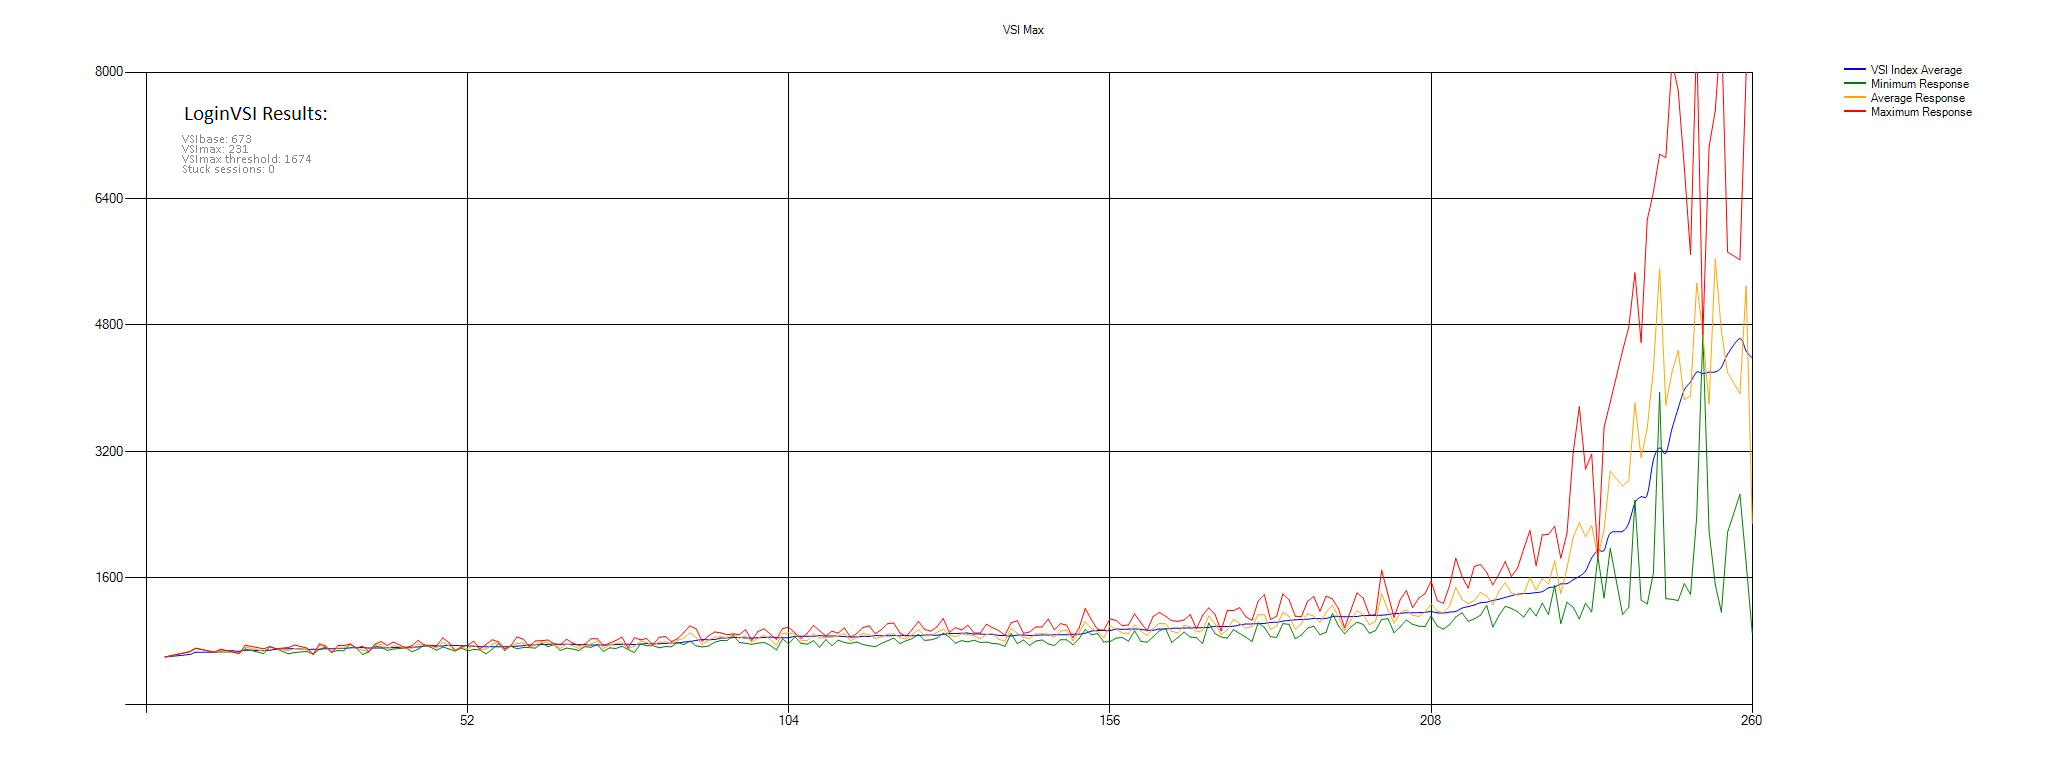 VSI Max
8000
6400
4800
3200
1600
52
104
156
208
260
LoginVSI Results:
VSIbase: 673
VSImax: 231
VSImax threshold: 1674
Stuck sessions: 0
VSI Index Average
Minimum Response
Average Response
Maximum Response